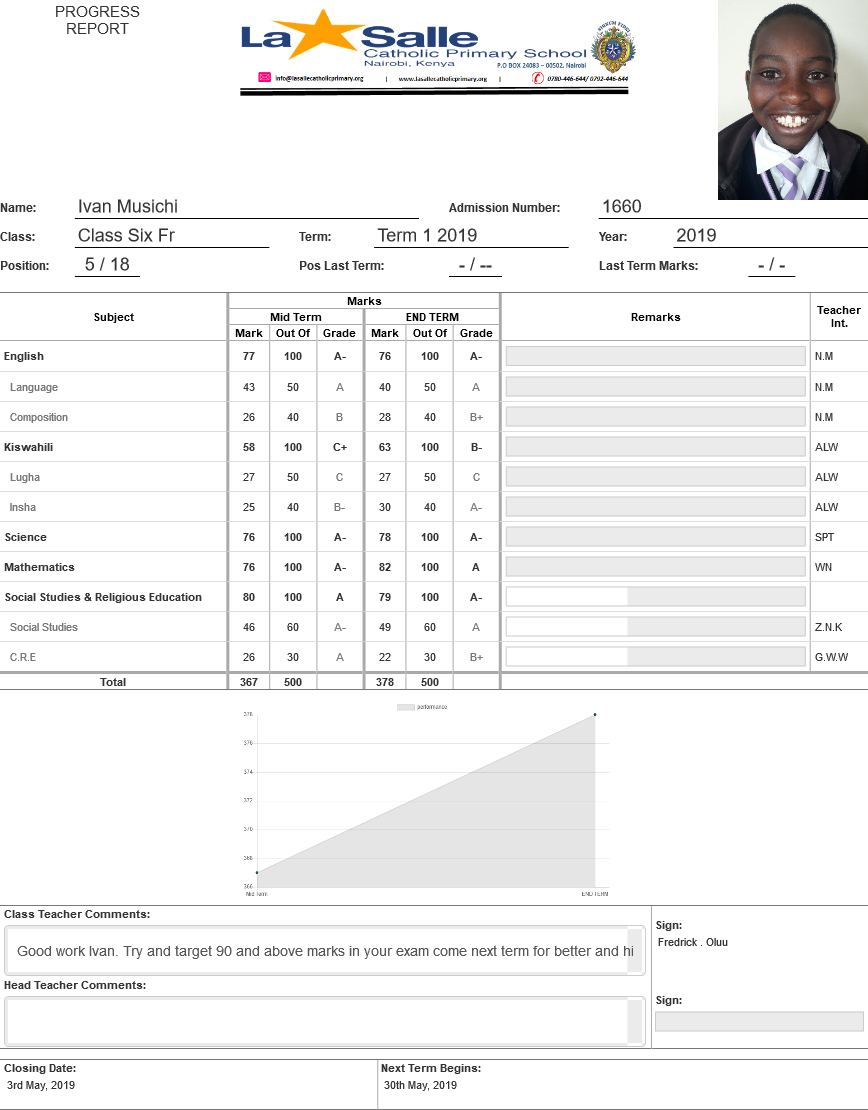 PROGRESS
REPORT
La Salle
Catholic Primary School
Nairobi, Kenya
P.O BOX 24083 – 00502, Nairobi
info@lasallecatholicprimary.org | www.lasallecatholicprimary.org | 0780-446-644/ 0792-446-644
Name: Ivan Musichi Admission Number: 1660
Class: Class Six Fr Term: Term 1 2019 Year: 2019
Position: 5 / 18 Pos Last Term: - / -- Last Term Marks: - / -
Subject Marks Remarks Teacher Int.
Mid Term END TERM
Mark Out Of Grade Mark Out Of Grade
English 77 100 A- 76 100 A- N.M
Language 43 50 A 40 50 A N.M
Composition 26 40 B 28 40 B+ N.M
Kiswahili 58 100 C+ 63 100 B- ALW
Lugha 27 50 C 27 50 C ALW
Insha 25 40 B- 30 40 A- ALW
Science 76 100 A- 78 100 A- SPT
Mathematics 76 100 A- 82 100 A WN
Social Studies & Religious Education 80 100 A 79 100 A-
Social Studies 46 60 A- 49 60 A Z.N.K
C.R.E 26 30 A 22 30 B+ G.W.W
Total 367 500 378 500
performance
378
376
374
372
370
368
366
Mid Term END TERM
Class Teacher Comments:
Good work Ivan. Try and target 90 and above marks in your exam come next term for better and hi
Sign:
Fredrick . Oluu
Head Teacher Comments:
Sign:
Closing Date: Next Term Begins:
3rd May, 2019 30th May, 2019